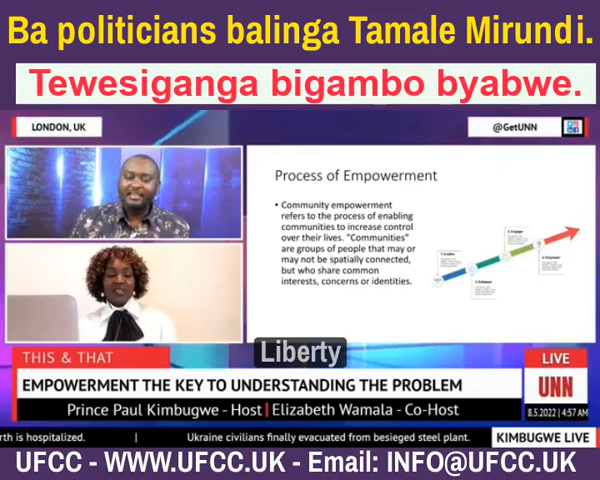 Ba politicians balinga Tamale Mirundi.
Tewesiganga bigambo byabwe.
LONDON, UK
@GetUNN
Process of Empowerment
• Community empowerment
refers to the process of enabling
communities to increase control
over their lives. "Communities"
are groups of people that may or
may not be spatially connected,
but who share common
interests, concerns or identities.
Liberty
THIS & THAT
EMPOWERMENT THE KEY TO UNDERSTANDING THE PROBLEM
Prince Paul Kimbugwe - Host | Elizabeth Wamala - Co-Host
LIVE
UNN
8.5.2022 | 4:57 AM
rth is hospitalized. | Ukraine civilians finally evacuated from besieged steel plant.
KIMBUGWE LIVE
UFCC - WWW.UFCC.UK - Email: INFO@UFCC.UK